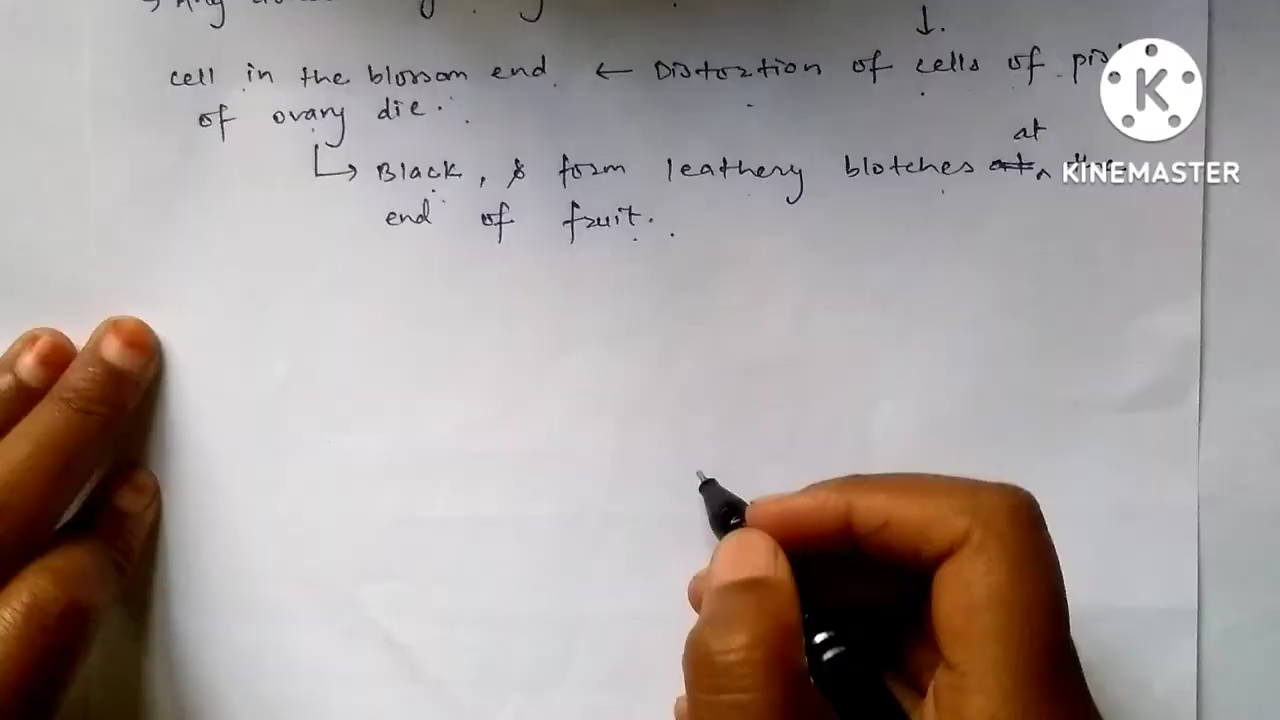 cell in the blossom end ← Distortion of cells of
of ovary die.
↳ Black, & form leathery blotches at
end of fruit.
KINEMASTER